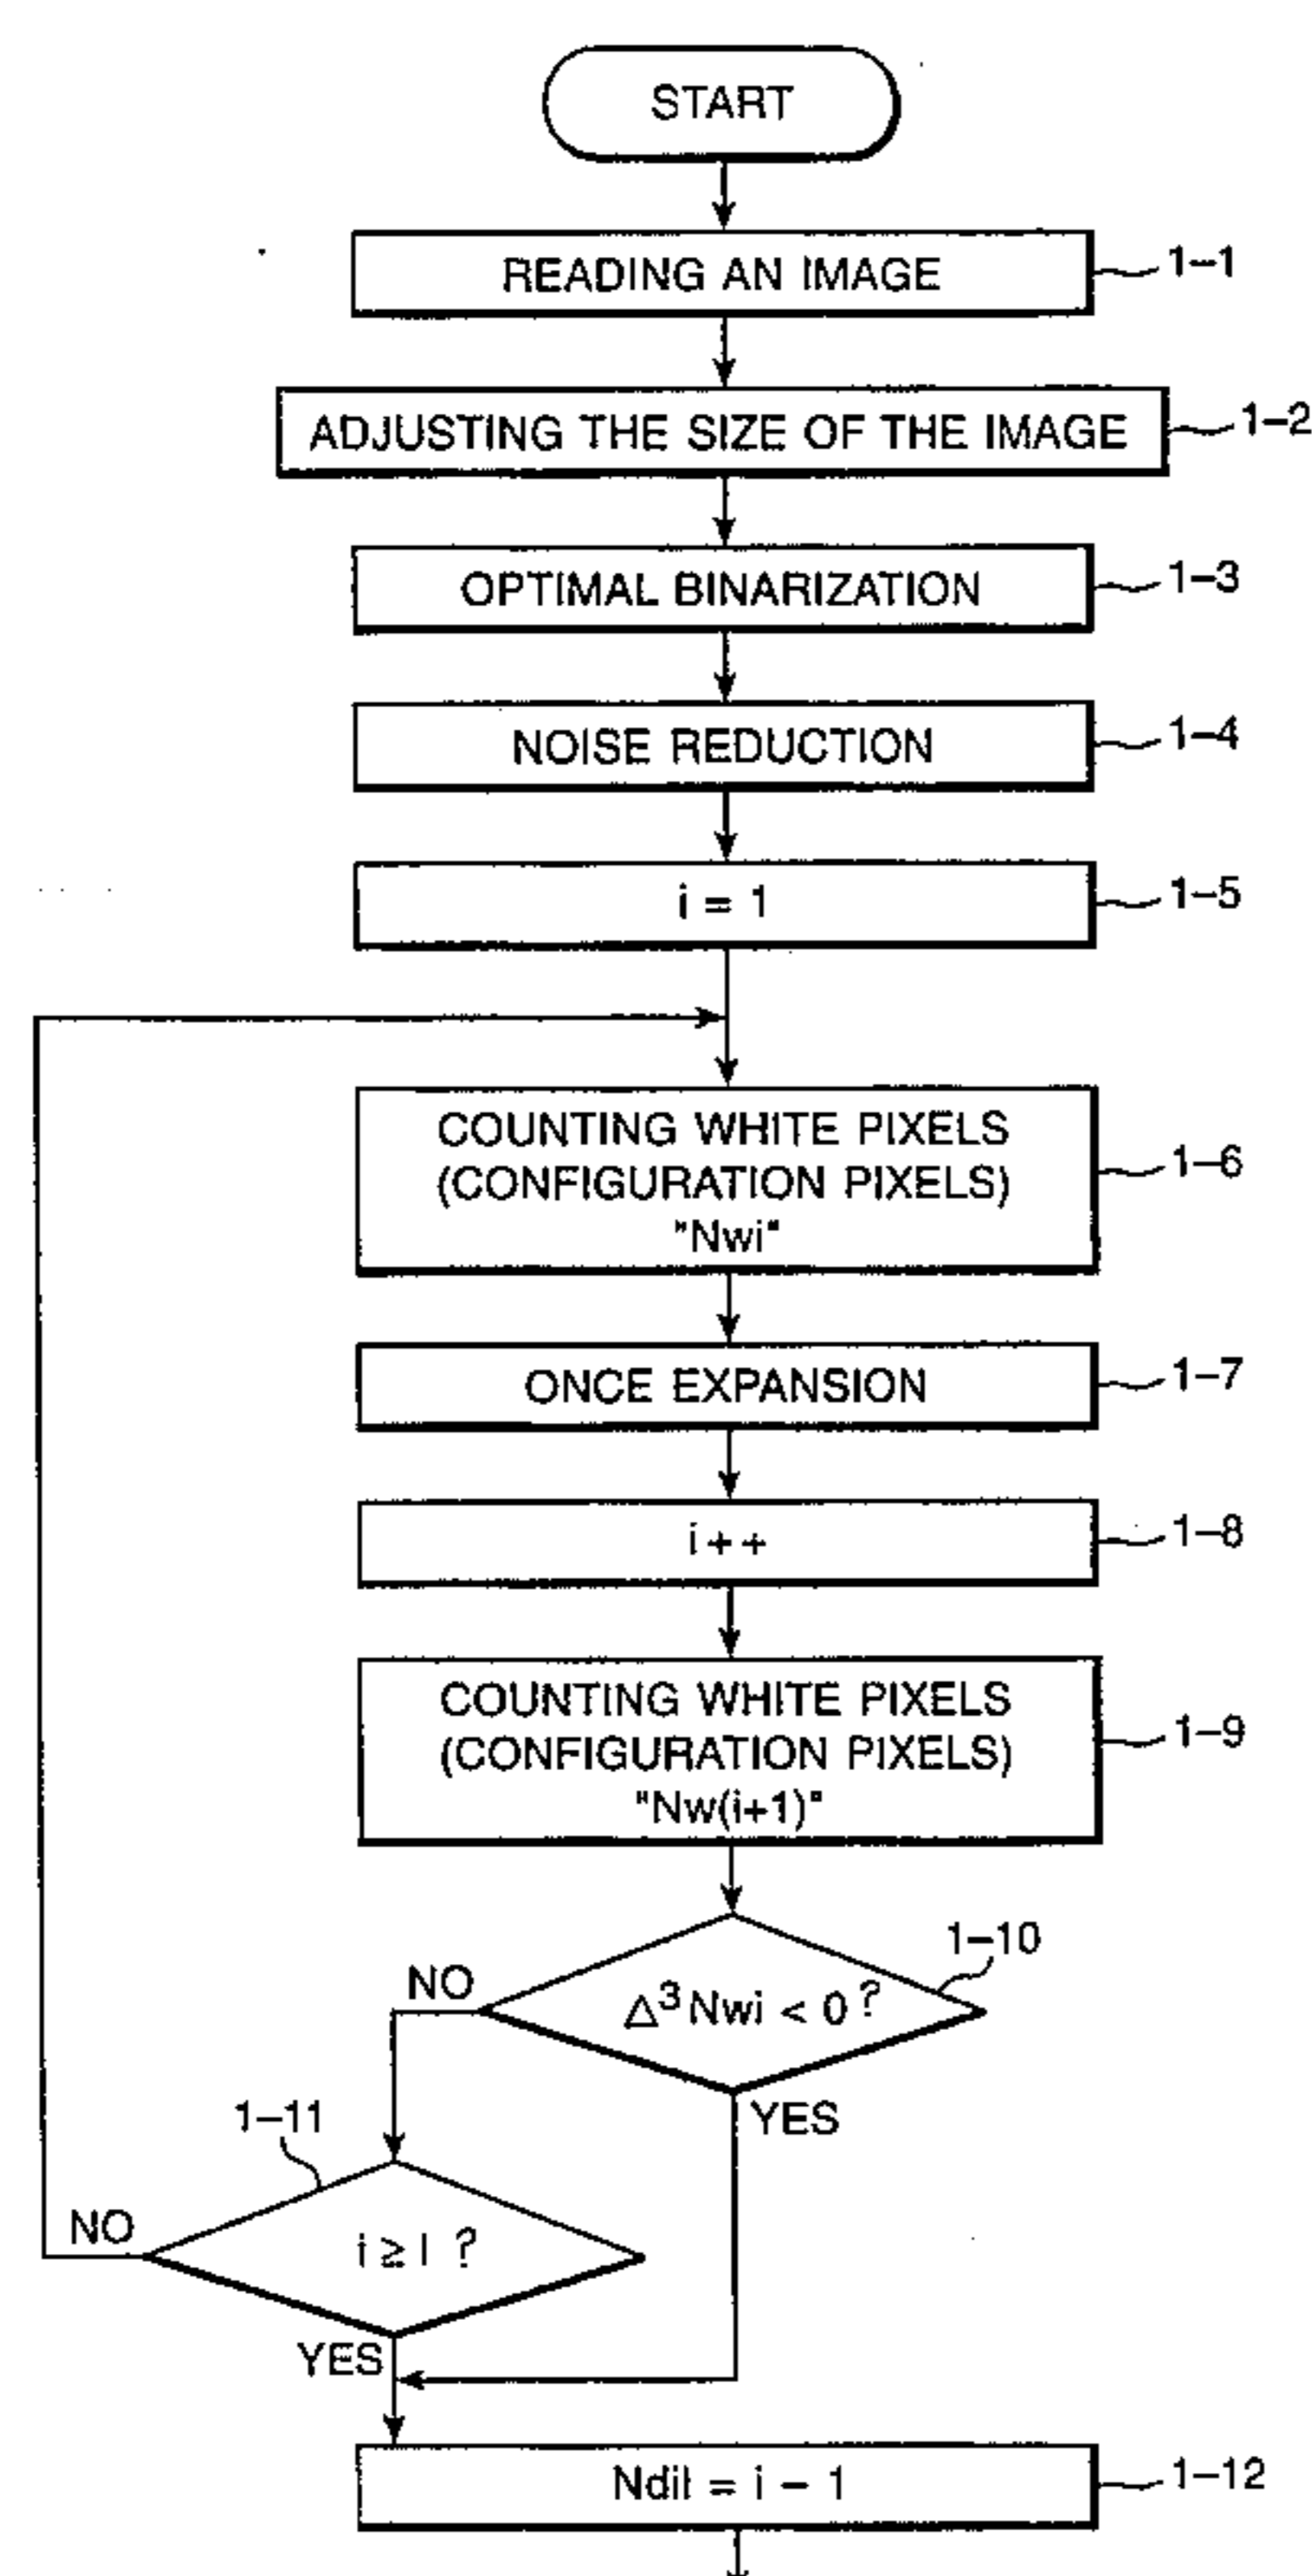 START
READING AN IMAGE
1-1
ADJUSTING THE SIZE OF THE IMAGE
1-2
OPTIMAL BINARIZATION
1-3
NOISE REDUCTION
1-4
i = 1
1-5
COUNTING WHITE PIXELS
(CONFIGURATION PIXELS)
"Nwi"
1-6
ONCE EXPANSION
1-7
i++
1-8
COUNTING WHITE PIXELS
(CONFIGURATION PIXELS)
"Nw(i+1)"
1-9
1-10
NO
△³Nwi < 0?
YES
1-11
NO
i ≥ I ?
YES
Ndil = i - 1
1-12